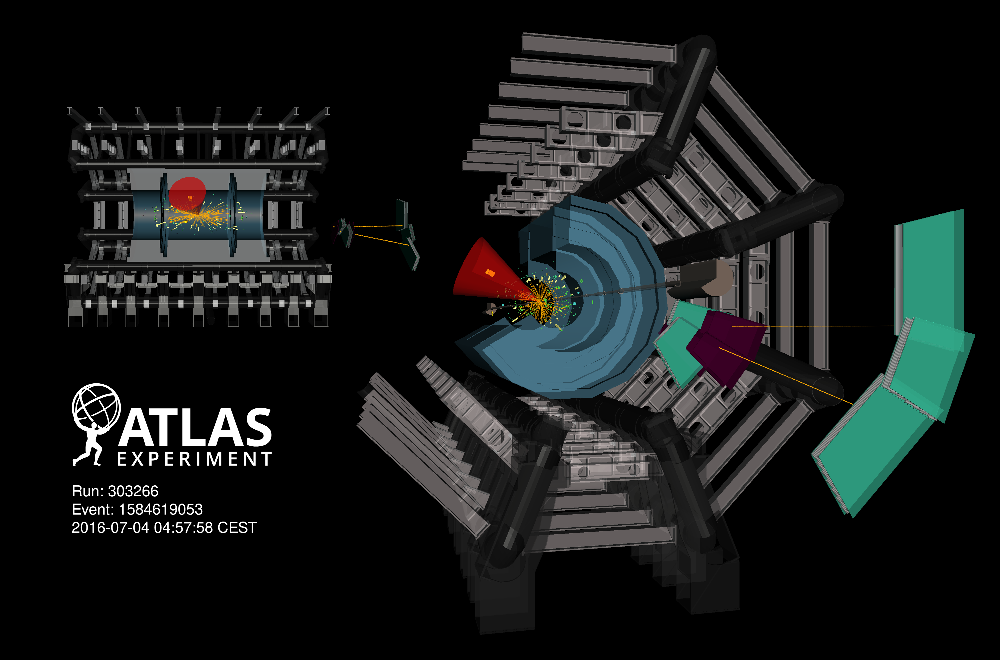 ATLAS
EXPERIMENT
Run: 303266
Event: 1584619053
2016-07-04 04:57:58 CEST